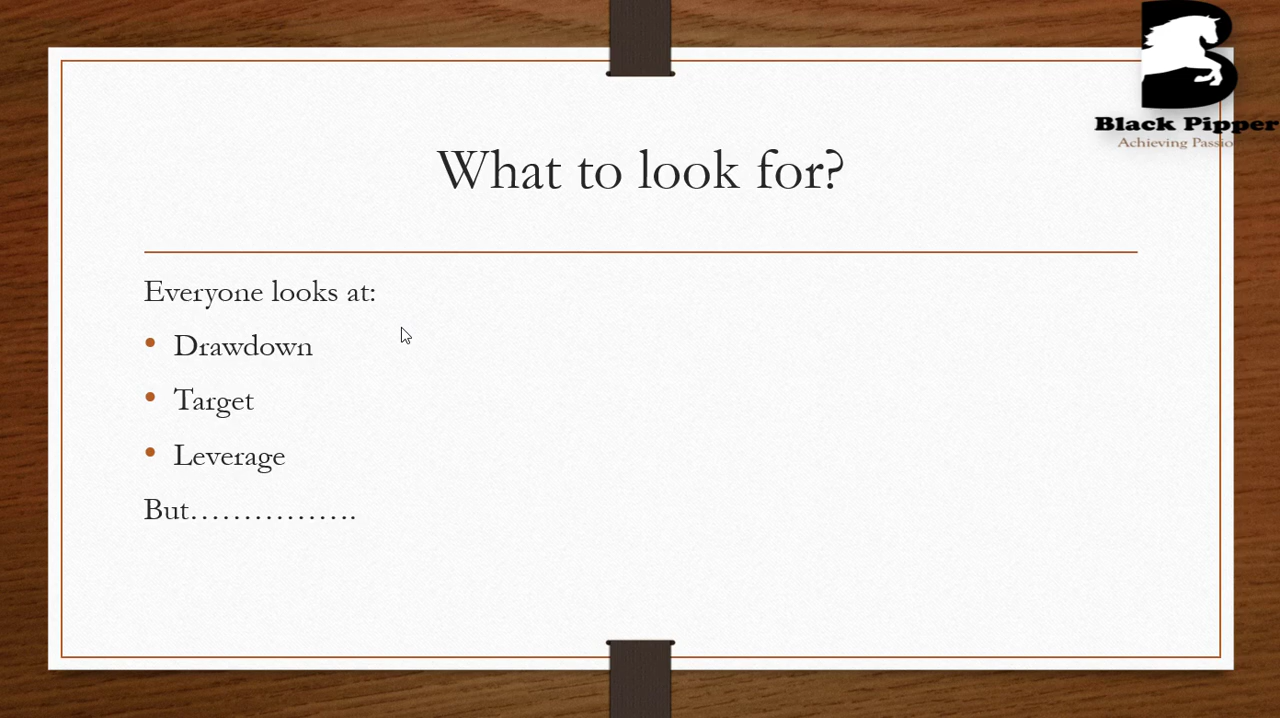 Black Pipper
Achieving Passio
What to look for?
Everyone looks at:
• Drawdown
• Target
• Leverage
But…………….